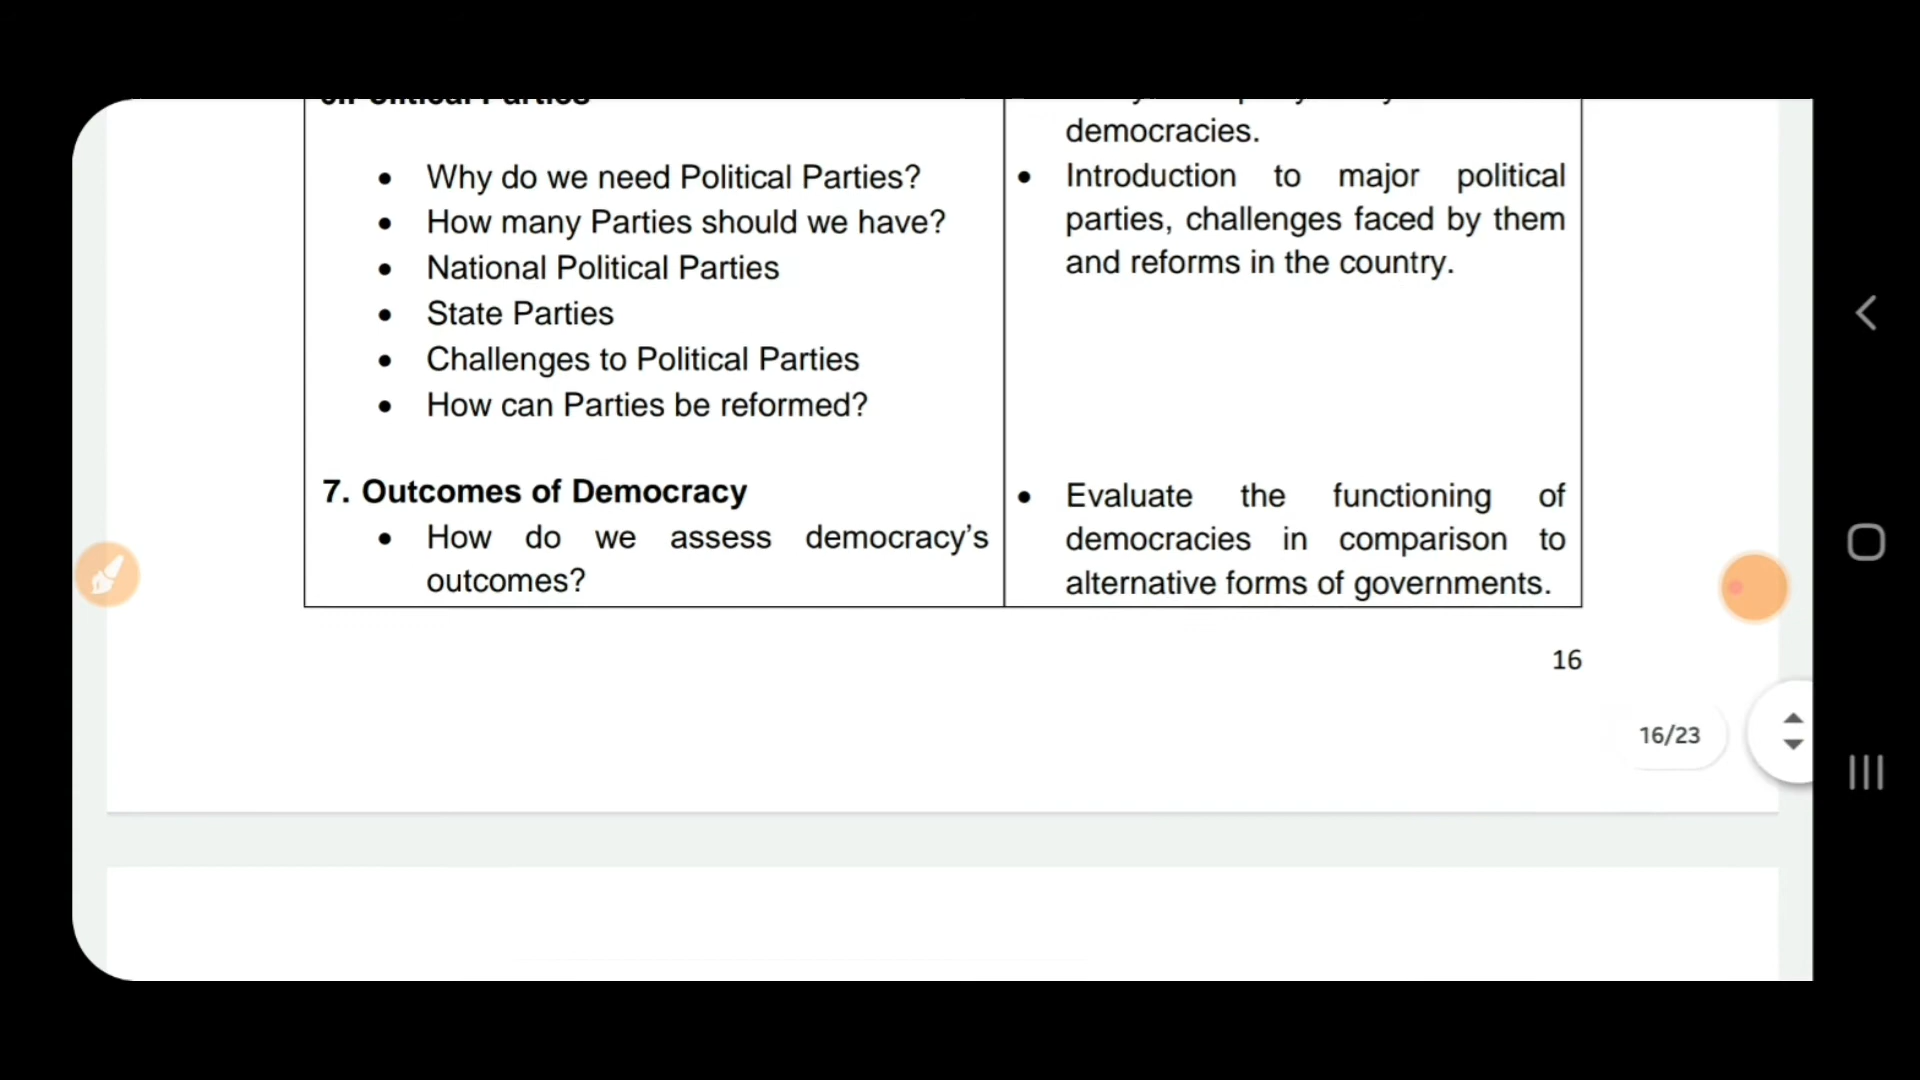 Political Parties
democracies.
• Why do we need Political Parties?
• How many Parties should we have?
• National Political Parties
• State Parties
• Challenges to Political Parties
• How can Parties be reformed?
• Introduction to major political
parties, challenges faced by them
and reforms in the country.
7. Outcomes of Democracy
• How do we assess democracy’s
outcomes?
• Evaluate the functioning of
democracies in comparison to
alternative forms of governments.
16
16/23